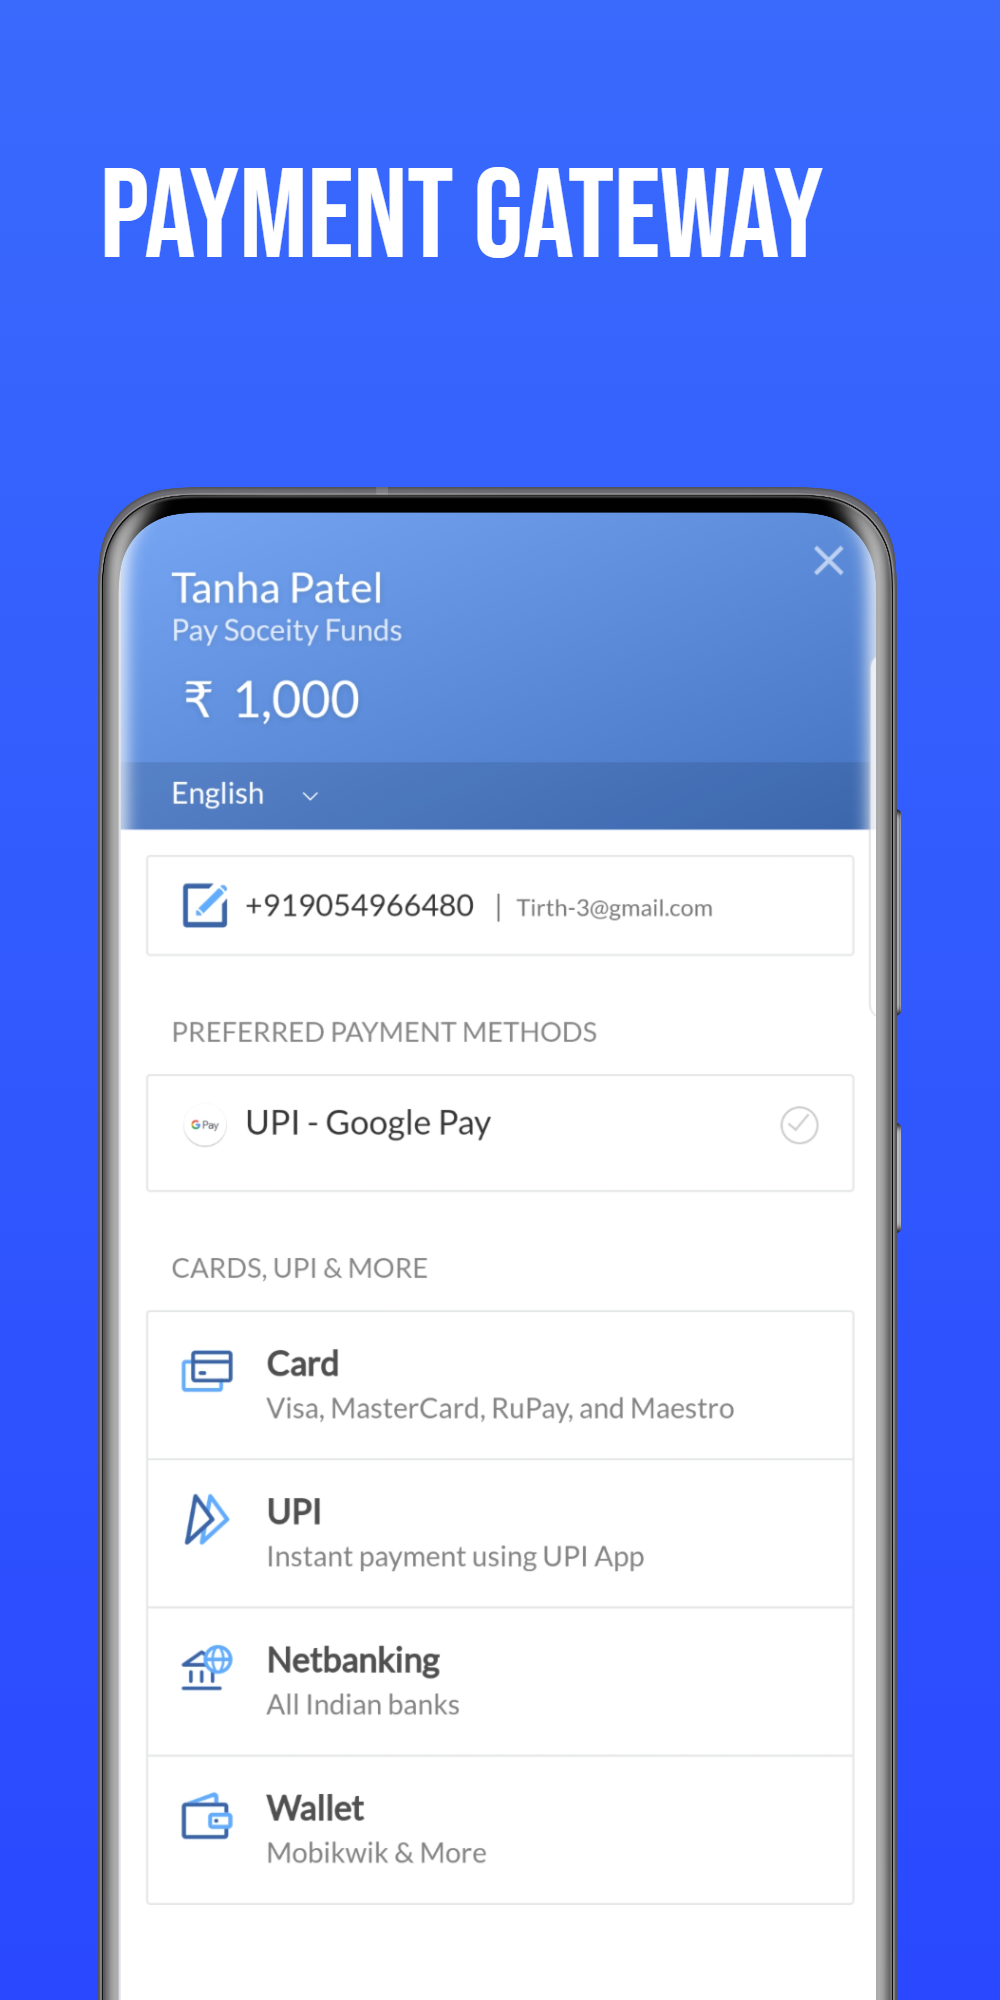 PAYMENT GATEWAY
Tanha Patel
Pay Soceity Funds
₹ 1,000
English
+919054966480 | Tirth-3@gmail.com
PREFERRED PAYMENT METHODS
G Pay UPI - Google Pay
CARDS, UPI & MORE
Card
Visa, MasterCard, RuPay, and Maestro
UPI
Instant payment using UPI App
Netbanking
All Indian banks
Wallet
Mobikwik & More